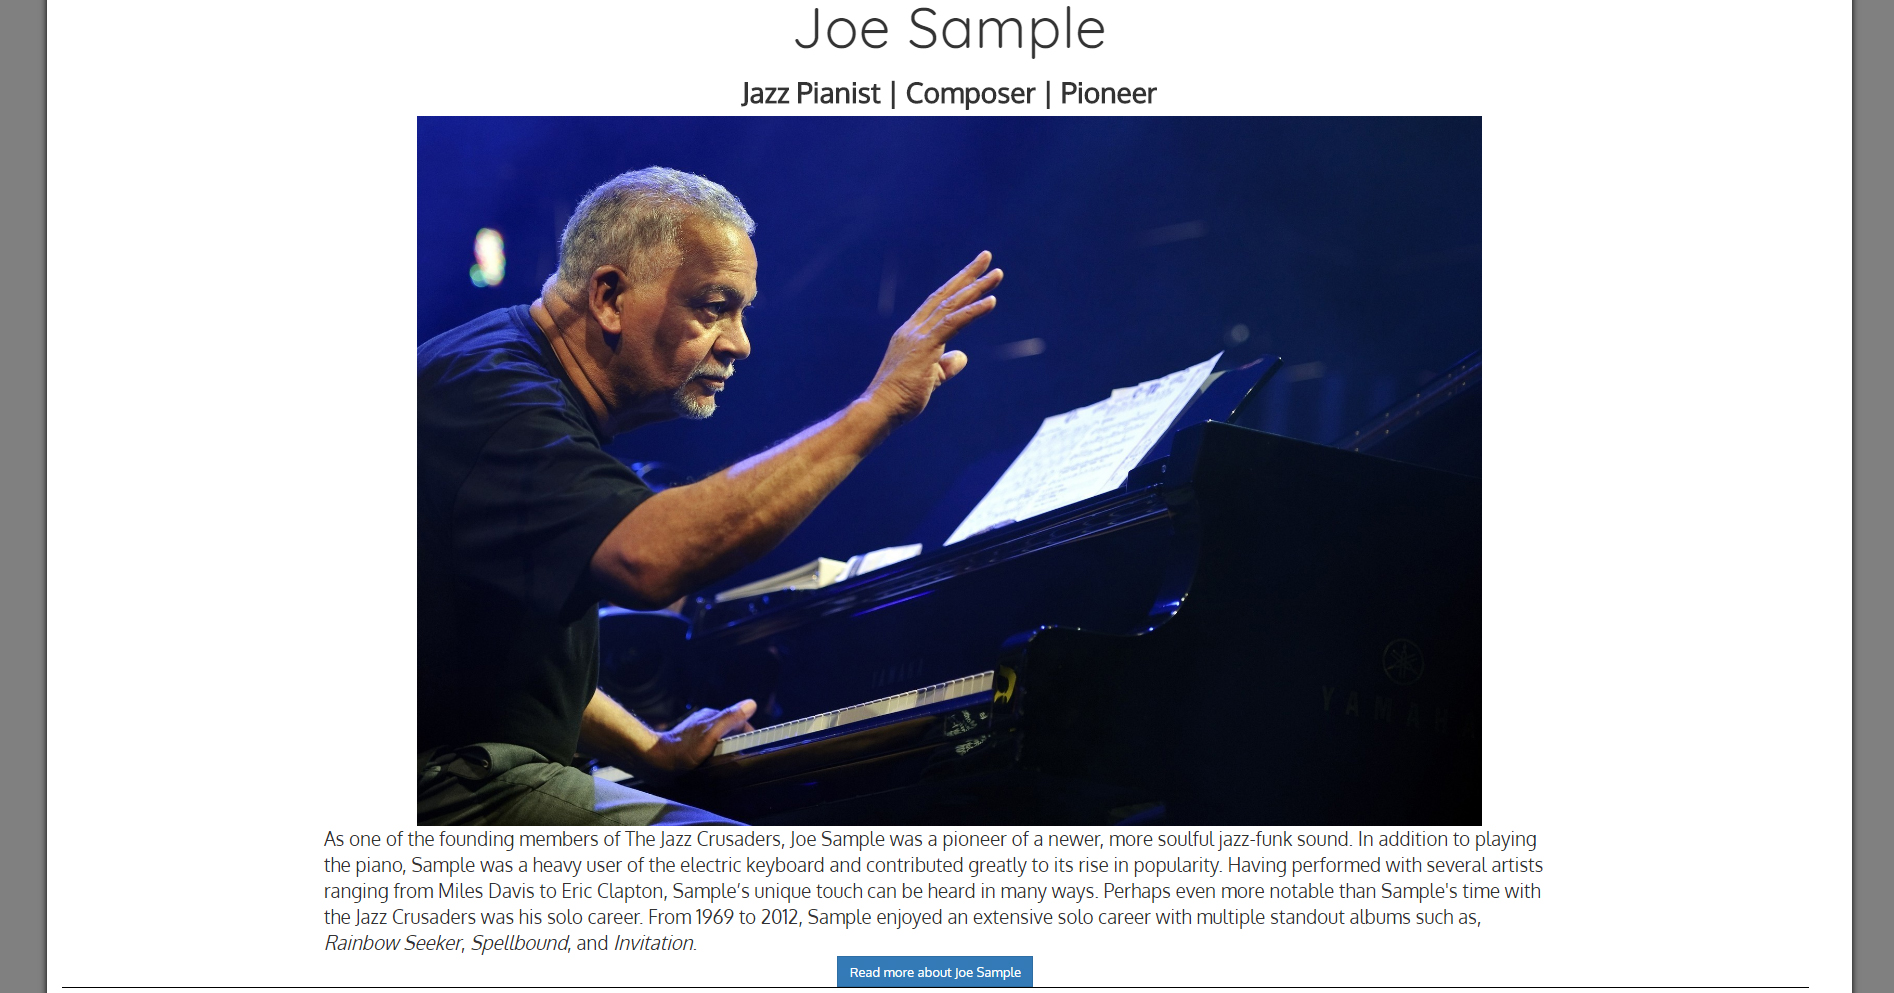 Joe Sample
Jazz Pianist | Composer | Pioneer
YAMAHA
As one of the founding members of The Jazz Crusaders, Joe Sample was a pioneer of a newer, more soulful jazz-funk sound. In addition to playing
the piano, Sample was a heavy user of the electric keyboard and contributed greatly to its rise in popularity. Having performed with several artists
ranging from Miles Davis to Eric Clapton, Sample’s unique touch can be heard in many ways. Perhaps even more notable than Sample's time with
the Jazz Crusaders was his solo career. From 1969 to 2012, Sample enjoyed an extensive solo career with multiple standout albums such as,
Rainbow Seeker, Spellbound, and Invitation.
Read more about Joe Sample